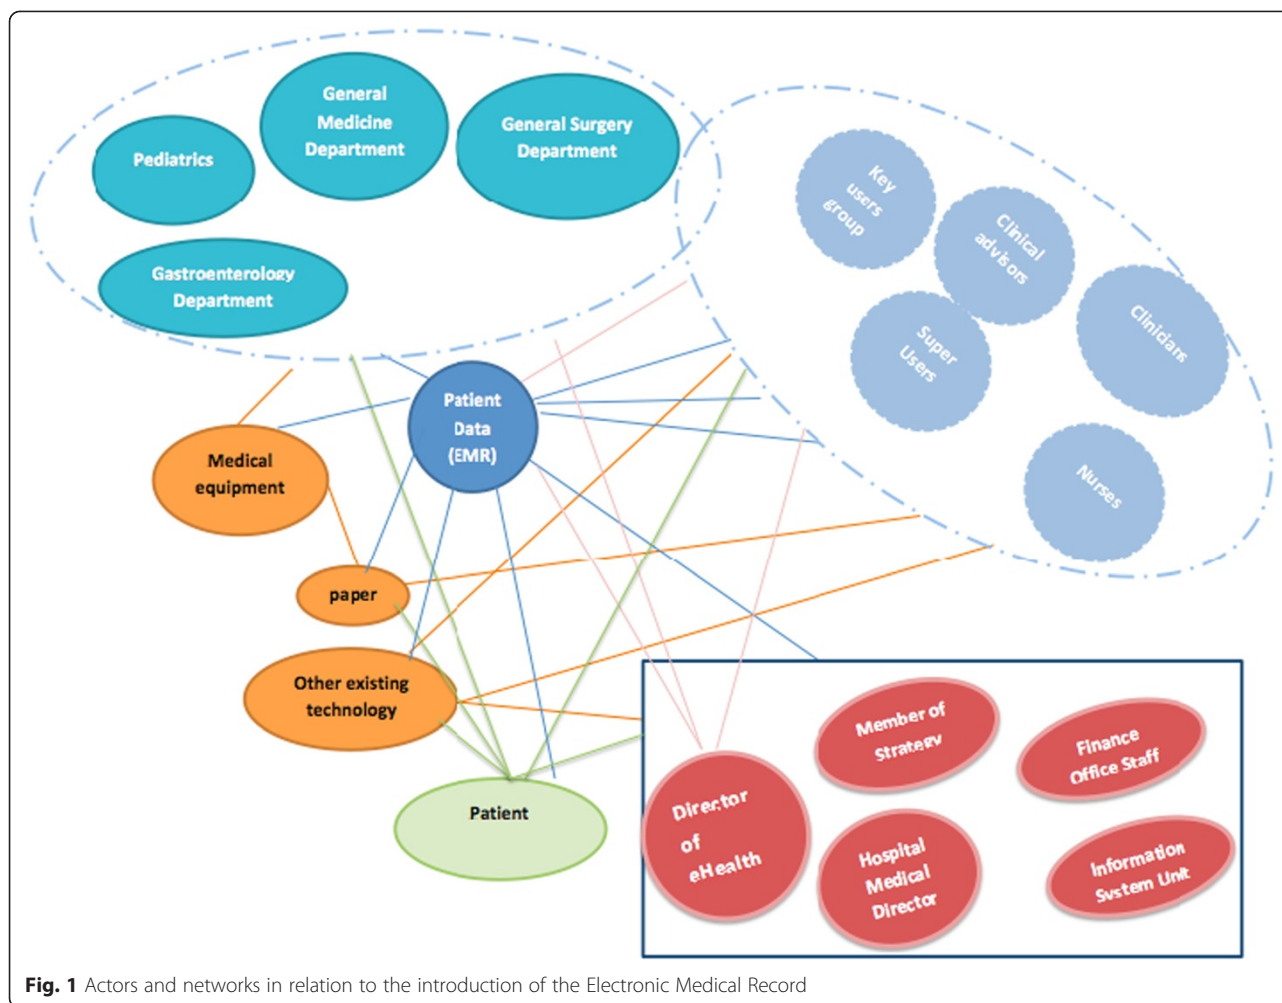 General
Medicine
Department
General Surgery
Department
Pediatrics
Gastroenterology
Department
Key
users
group
Clinical
advisors
Clinicians
Super
Users
Nurses
Patient
Data
(EMR)
Medical
equipment
paper
Other existing
technology
Patient
Member of
Strategy
Finance
Office Staff
Director
of
eHealth
Hospital
Medical
Director
Information
System Unit
Fig. 1 Actors and networks in relation to the introduction of the Electronic Medical Record